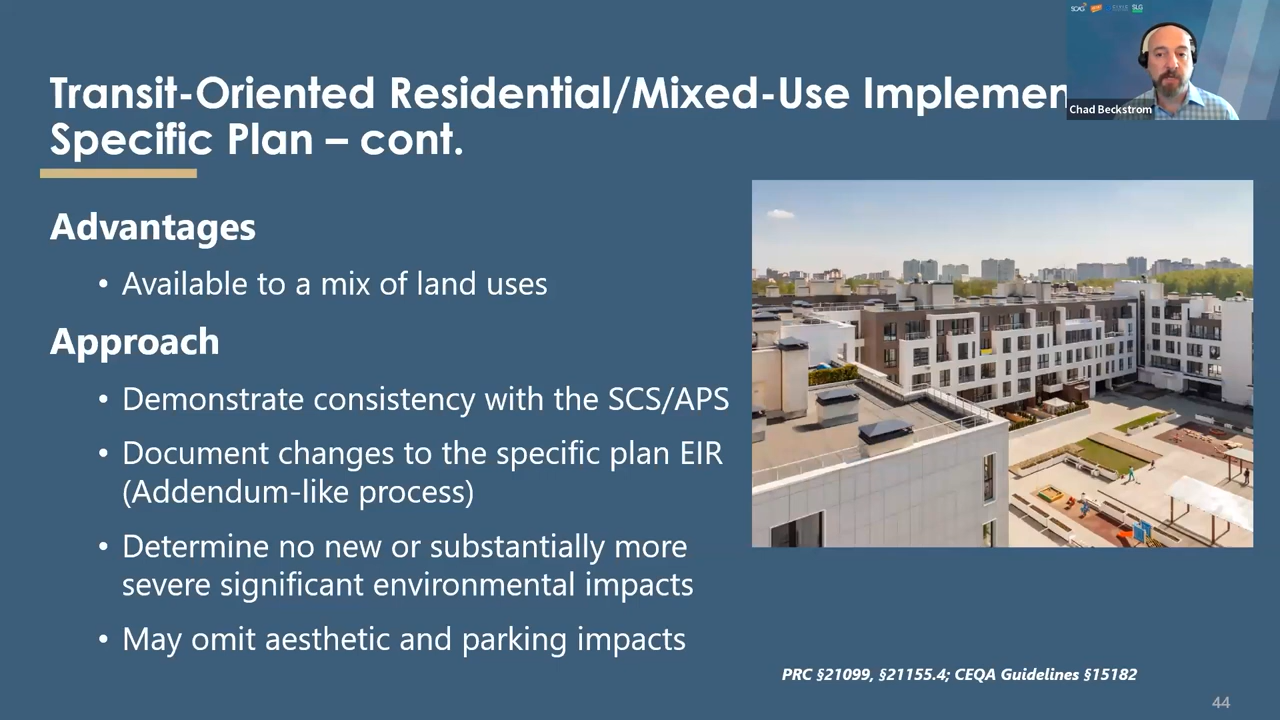 SCAG
SLG
Transit-Oriented Residential/Mixed-Use Implemen
Chad Beckstrom
Specific Plan – cont.
Advantages
• Available to a mix of land uses
Approach
• Demonstrate consistency with the SCS/APS
• Document changes to the specific plan EIR
(Addendum-like process)
• Determine no new or substantially more
severe significant environmental impacts
• May omit aesthetic and parking impacts
PRC §21099, §21155.4; CEQA Guidelines §15182
44